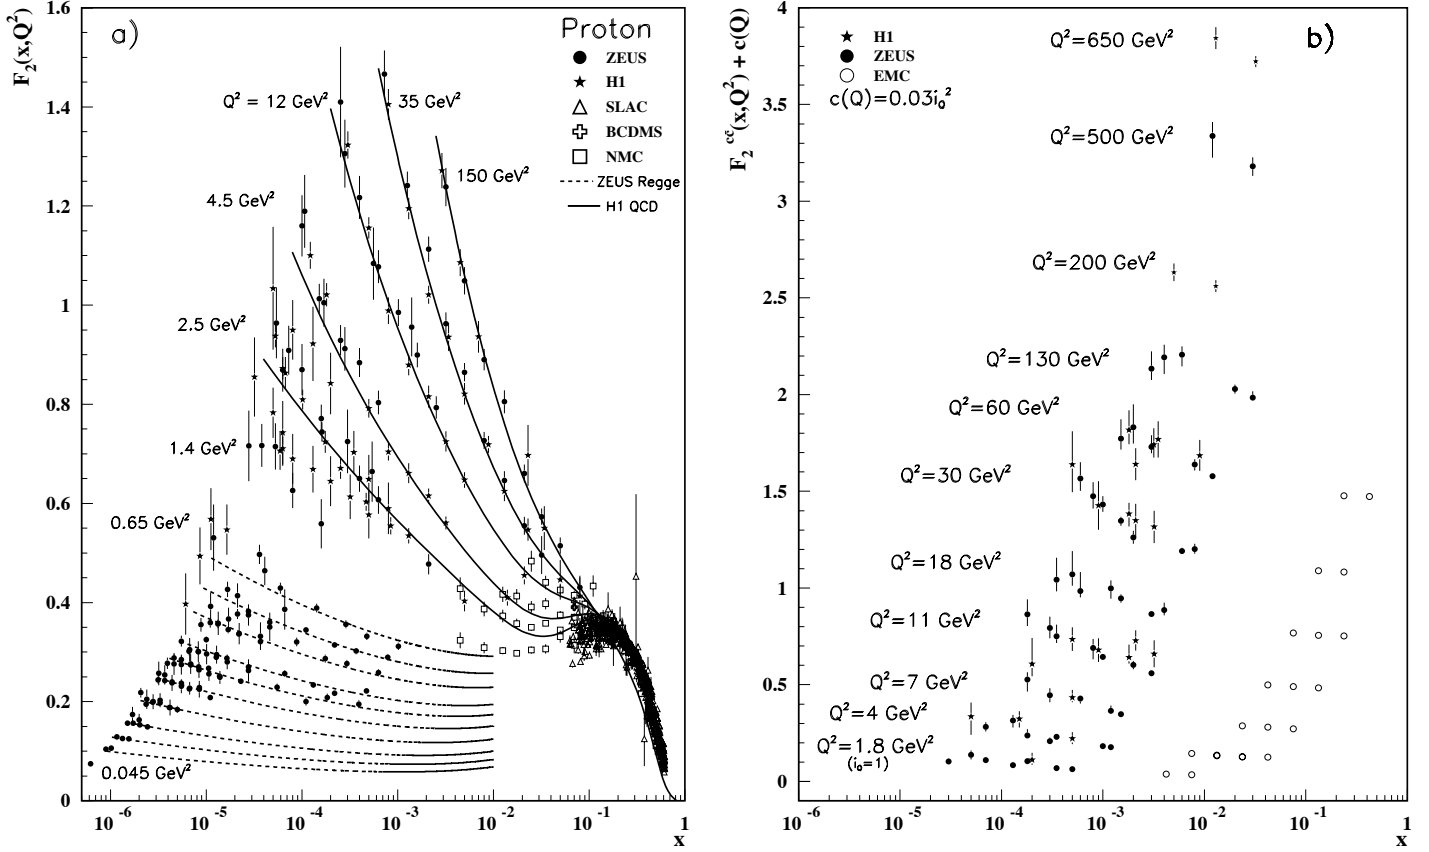 F₂(x,Q²)
a)
Proton
ZEUS
H1
SLAC
BCDMS
NMC
ZEUS Regge
H1 QCD
Q² = 12 GeV²
35 GeV²
150 GeV²
4.5 GeV²
2.5 GeV²
1.4 GeV²
0.65 GeV²
0.045 GeV²
1.6
1.4
1.2
1
0.8
0.6
0.4
0.2
0
10⁻⁶ 10⁻⁵ 10⁻⁴ 10⁻³ 10⁻² 10⁻¹ 1
x
F₂ᶜᶜ̄(x,Q²) + c(Q)
b)
H1
ZEUS
EMC
c(Q)=0.03i_Q²
Q²=650 GeV²
Q²=500 GeV²
Q²=200 GeV²
Q²=130 GeV²
Q²=60 GeV²
Q²=30 GeV²
Q²=18 GeV²
Q²=11 GeV²
Q²=7 GeV²
Q²=4 GeV²
Q²=1.8 GeV²
(i_Q=1)
4
3.5
3
2.5
2
1.5
1
0.5
0
10⁻⁶ 10⁻⁵ 10⁻⁴ 10⁻³ 10⁻² 10⁻¹ 1
x